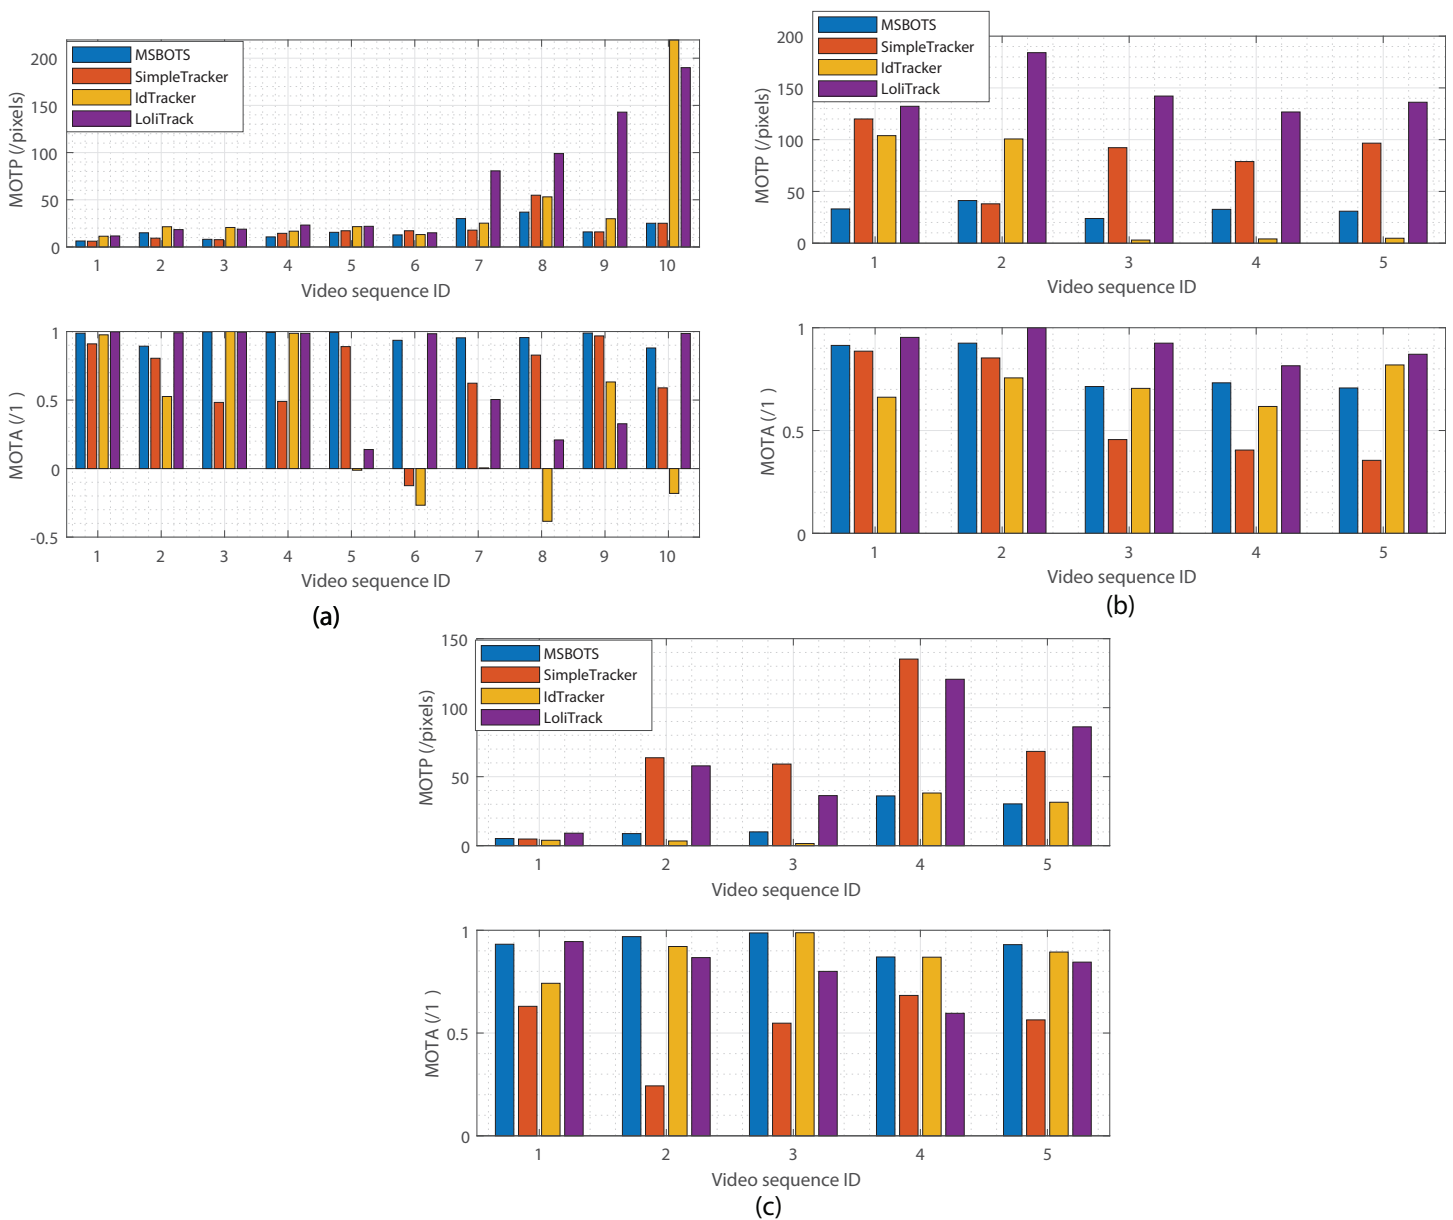 MSBOTS
SimpleTracker
IdTracker
LoliTrack
MOTP (/pixels)
200
150
100
50
0
1 2 3 4 5 6 7 8 9 10
Video sequence ID
MOTA (/1 )
1
0.5
0
-0.5
1 2 3 4 5 6 7 8 9 10
Video sequence ID
(a)
MSBOTS
SimpleTracker
IdTracker
LoliTrack
MOTP (/pixels)
200
150
100
50
0
1 2 3 4 5
Video sequence ID
MOTA (/1 )
1
0.5
0
1 2 3 4 5
Video sequence ID
(b)
MSBOTS
SimpleTracker
IdTracker
LoliTrack
MOTP (/pixels)
150
100
50
0
1 2 3 4 5
Video sequence ID
MOTA (/1 )
1
0.5
0
1 2 3 4 5
Video sequence ID
(c)